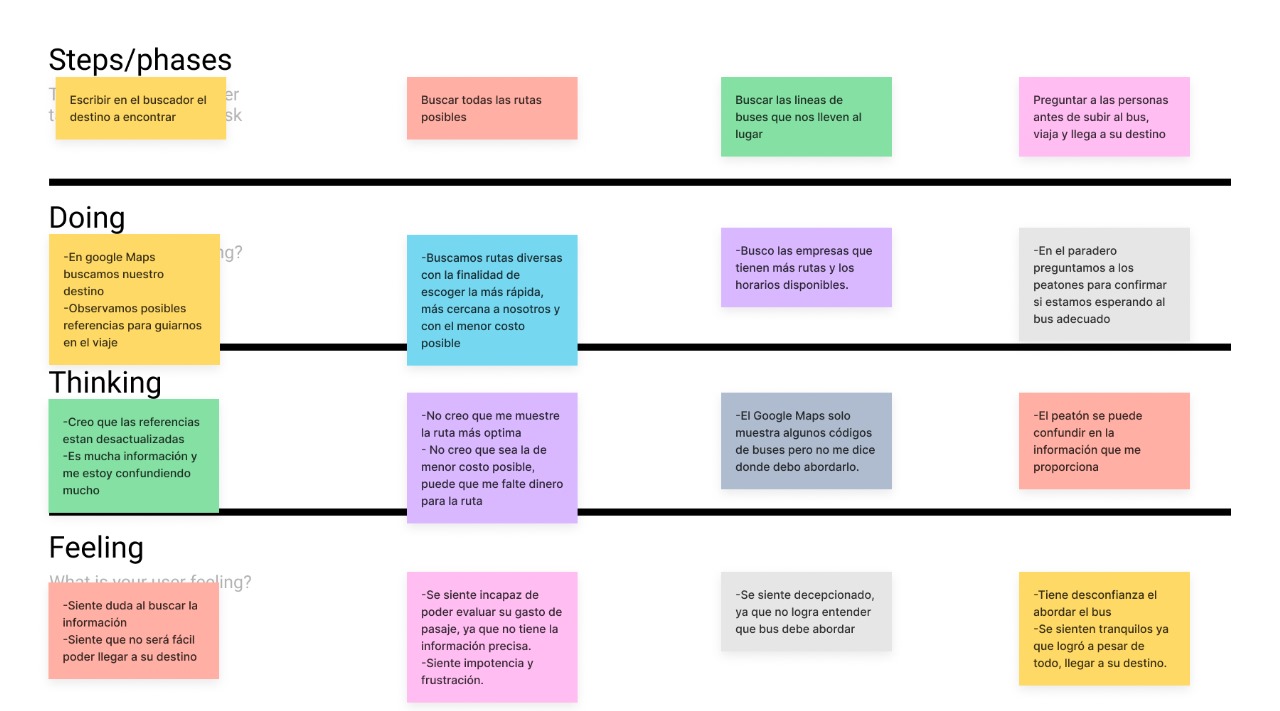 Steps/phases
Escribir en el buscador el
destino a encontrar
er
sk
Buscar todas las rutas
posibles
Buscar las lineas de
buses que nos lleven al
lugar
Preguntar a las personas
antes de subir al bus,
viaja y llega a su destino
Doing
ng?
-En google Maps
buscamos nuestro
destino
-Observamos posibles
referencias para guiarnos
en el viaje
-Buscamos rutas diversas
con la finalidad de
escoger la más rápida,
más cercana a nosotros y
con el menor costo
posible
-Busco las empresas que
tienen más rutas y los
horarios disponibles.
-En el paradero
preguntamos a los
peatones para confirmar
si estamos esperando al
bus adecuado
Thinking
-Creo que las referencias
estan desactualizadas
-Es mucha información y
me estoy confundiendo
mucho
-No creo que me muestre
la ruta más optima
- No creo que sea la de
menor costo posible,
puede que me falte dinero
para la ruta
-El Google Maps solo
muestra algunos códigos
de buses pero no me dice
donde debo abordarlo.
-El peatón se puede
confundir en la
información que me
proporciona
Feeling
What is your user feeling?
-Siente duda al buscar la
información
-Siente que no será fácil
poder llegar a su destino
-Se siente incapaz de
poder evaluar su gasto de
pasaje, ya que no tiene la
información precisa.
-Siente impotencia y
frustración.
-Se siente decepcionado,
ya que no logra entender
que bus debe abordar
-Tiene desconfianza el
abordar el bus
-Se sienten tranquilos ya
que logró a pesar de
todo, llegar a su destino.